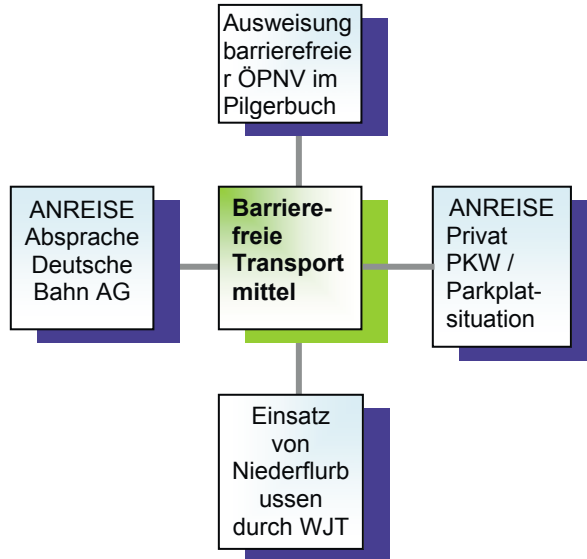 Ausweisung
barrierefreie
r ÖPNV im
Pilgerbuch
ANREISE
Absprache
Deutsche
Bahn AG
Barriere-
freie
Transport
mittel
ANREISE
Privat
PKW /
Parkplat-
situation
Einsatz
von
Niederflurb
ussen
durch WJT